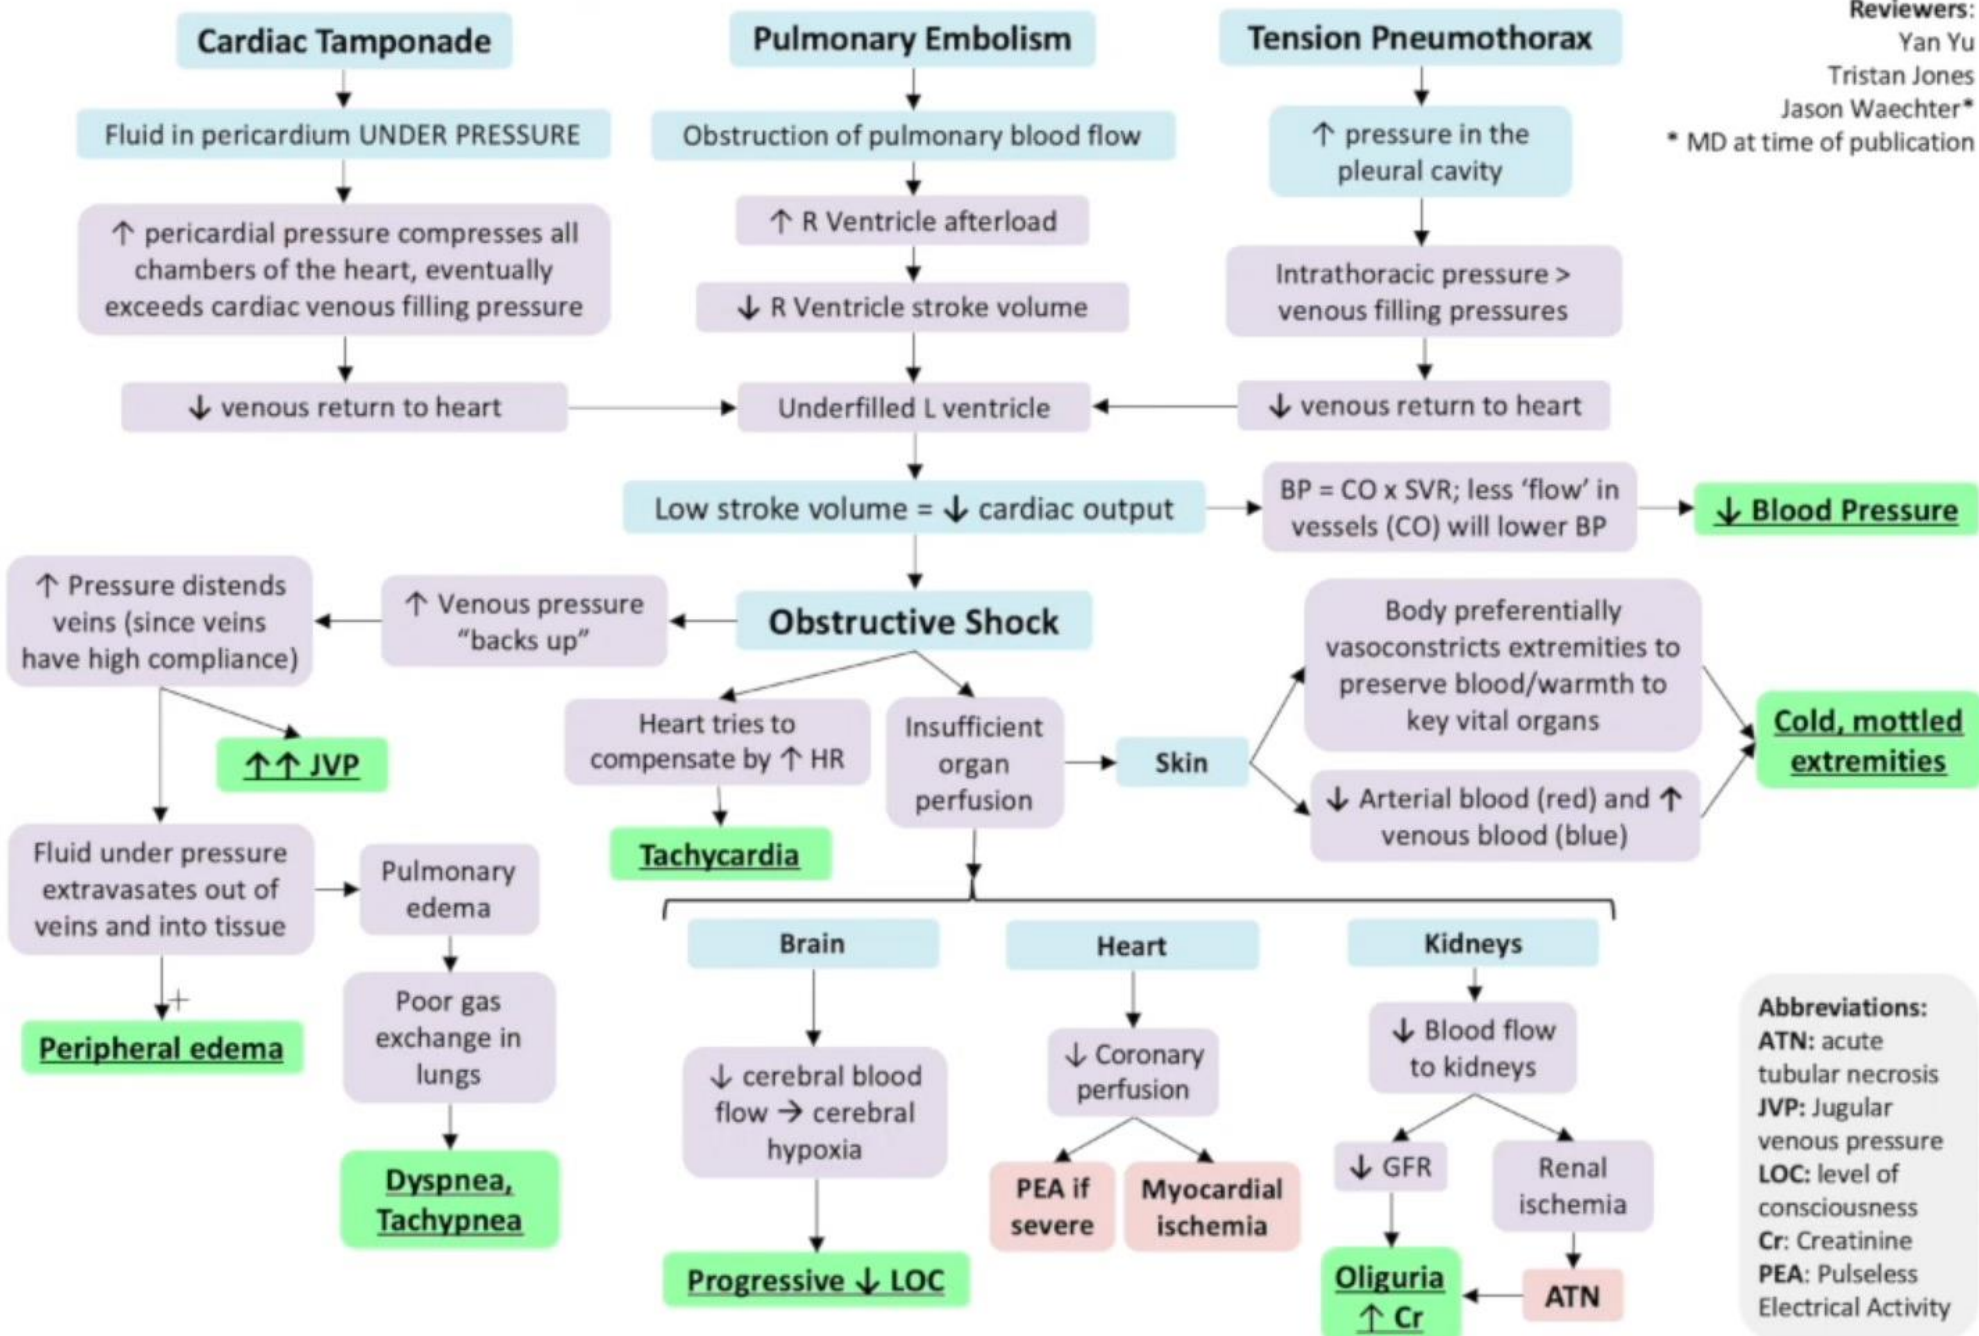 Cardiac Tamponade
Pulmonary Embolism
Tension Pneumothorax
Reviewers:
Yan Yu
Tristan Jones
Jason Waechter*
* MD at time of publication
Fluid in pericardium UNDER PRESSURE
Obstruction of pulmonary blood flow
↑ pressure in the
pleural cavity
↑ pericardial pressure compresses all
chambers of the heart, eventually
exceeds cardiac venous filling pressure
↑ R Ventricle afterload
↓ R Ventricle stroke volume
Intrathoracic pressure >
venous filling pressures
↓ venous return to heart
Underfilled L ventricle
↓ venous return to heart
Low stroke volume = ↓ cardiac output
BP = CO x SVR; less ‘flow’ in
vessels (CO) will lower BP
↓ Blood Pressure
↑ Pressure distends
veins (since veins
have high compliance)
↑ Venous pressure
“backs up”
Obstructive Shock
Body preferentially
vasoconstricts extremities to
preserve blood/warmth to
key vital organs
↑↑ JVP
Heart tries to
compensate by ↑ HR
Insufficient
organ
perfusion
Skin
Cold, mottled
extremities
↓ Arterial blood (red) and ↑
venous blood (blue)
Tachycardia
Fluid under pressure
extravasates out of
veins and into tissue
Pulmonary
edema
Brain
Heart
Kidneys
Peripheral edema
Poor gas
exchange in
lungs
↓ cerebral blood
flow → cerebral
hypoxia
↓ Coronary
perfusion
↓ Blood flow
to kidneys
Dyspnea,
Tachypnea
PEA if
severe
Myocardial
ischemia
↓ GFR
Renal
ischemia
Progressive ↓ LOC
Oliguria
↑ Cr
ATN
Abbreviations:
ATN: acute
tubular necrosis
JVP: Jugular
venous pressure
LOC: level of
consciousness
Cr: Creatinine
PEA: Pulseless
Electrical Activity